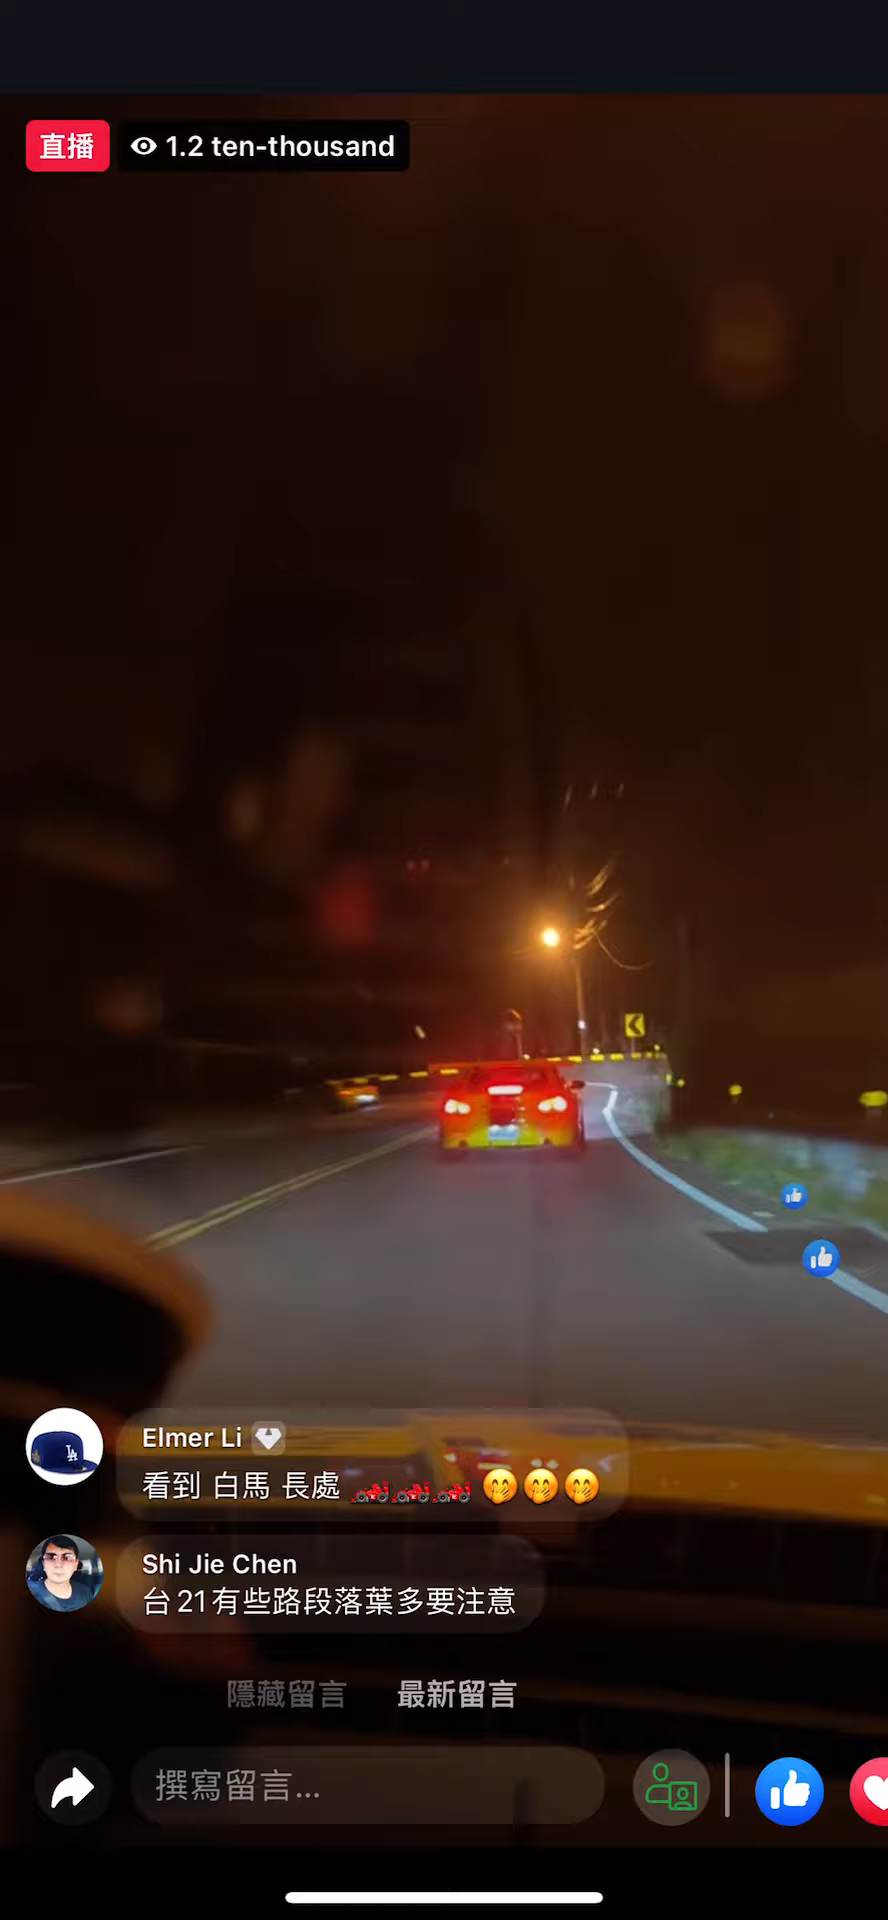 直播
1.2 ten-thousand
Elmer Li
看到 白馬 長處 🏎️🏎️🏎️ 🤭🤭🤭
Shi Jie Chen
台21有些路段落葉多要注意
隱藏留言 最新留言
撰寫留言...